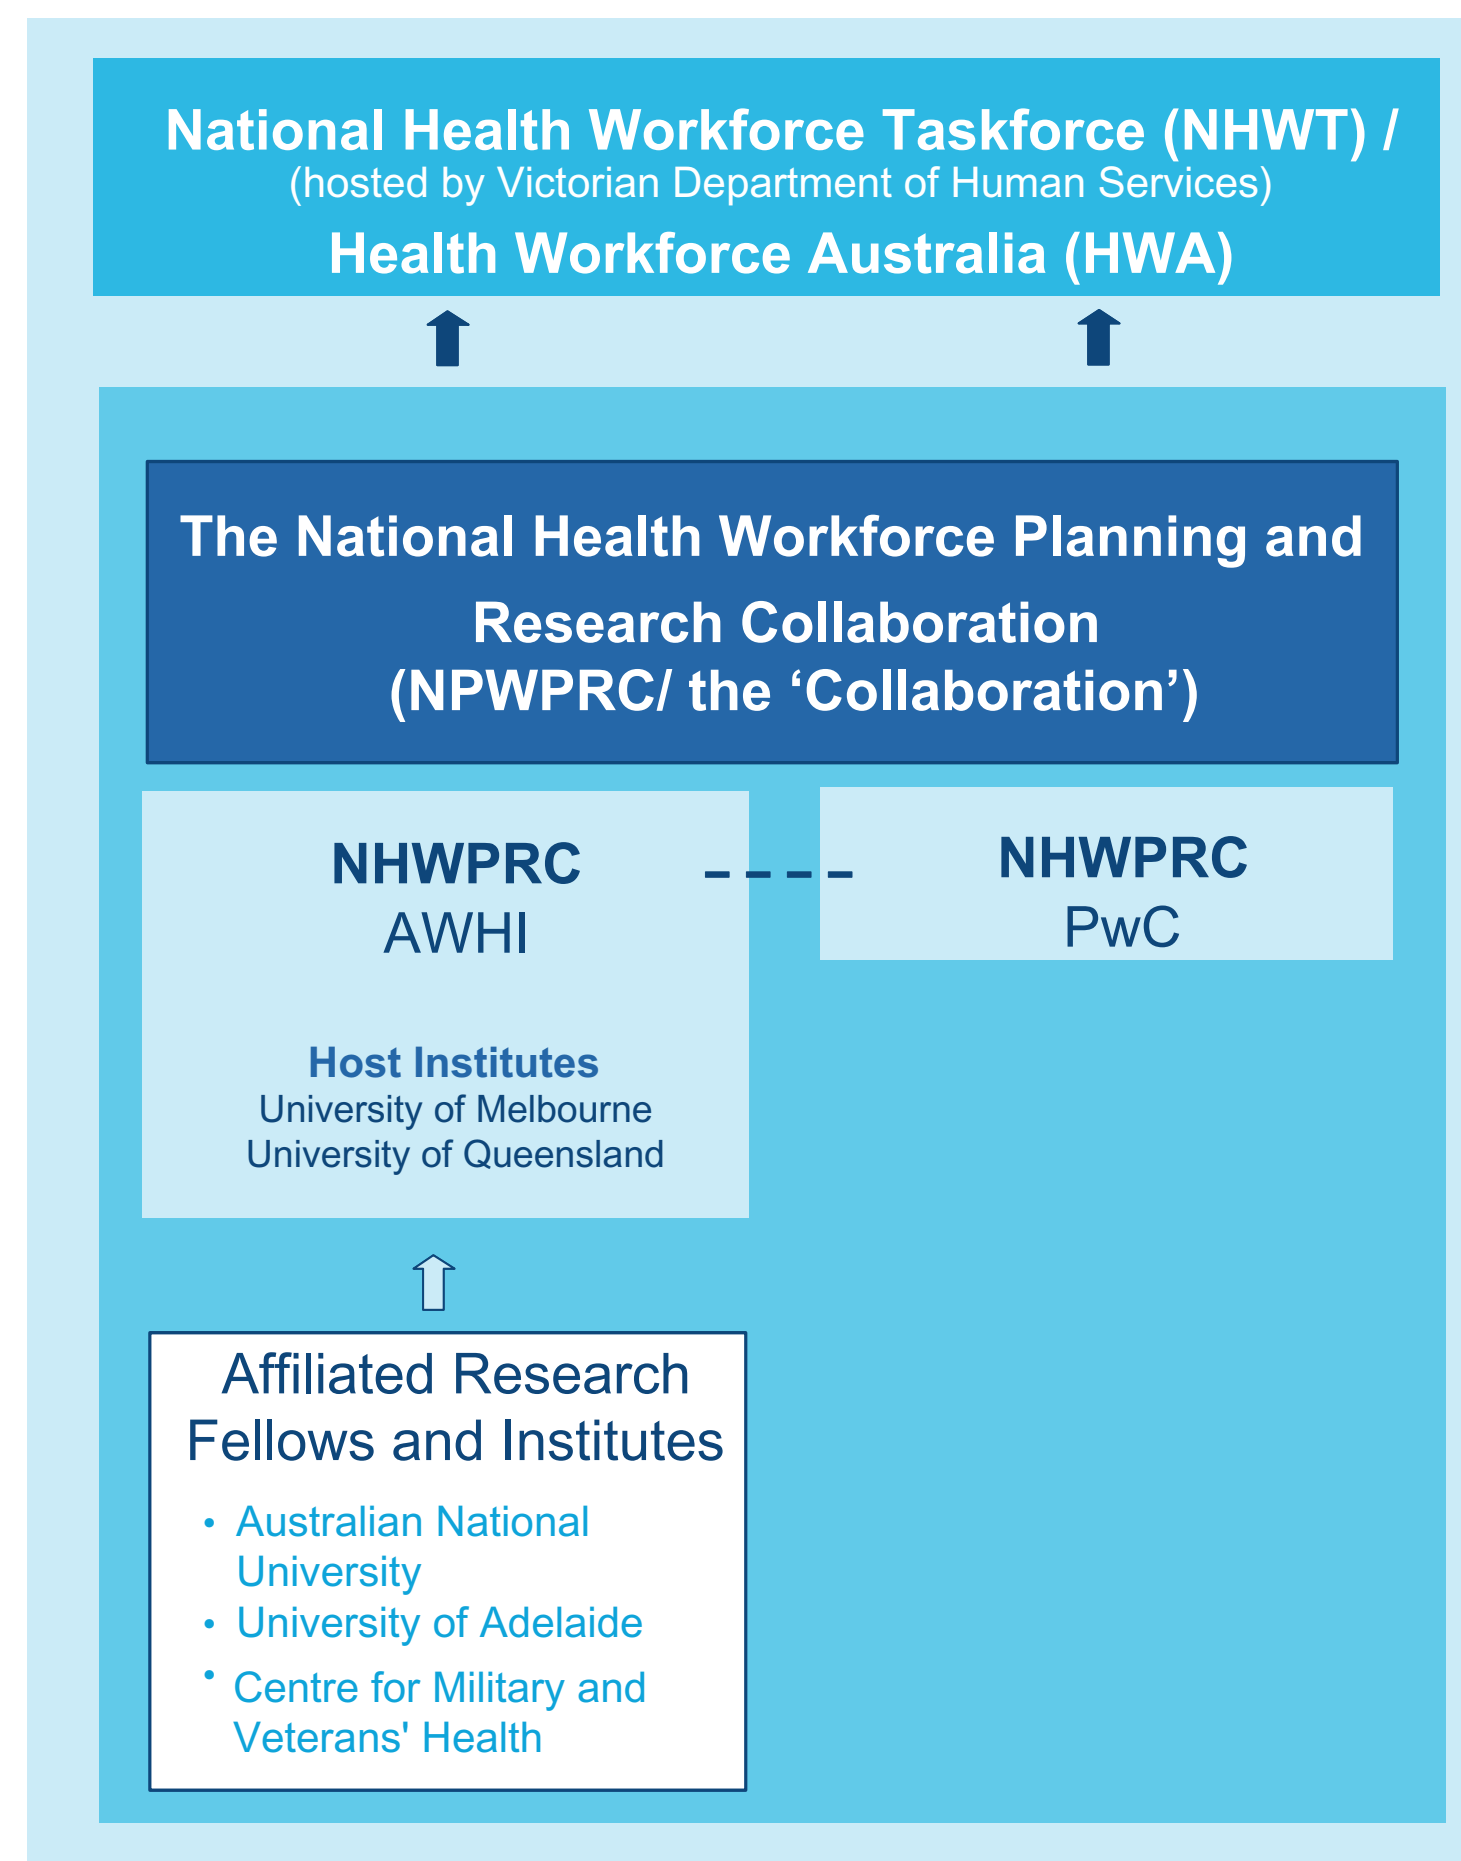 National Health Workforce Taskforce (NHWT) /
(hosted by Victorian Department of Human Services)
Health Workforce Australia (HWA)
The National Health Workforce Planning and
Research Collaboration
(NPWPRC/ the ‘Collaboration’)
NHWPRC
AWHI
Host Institutes
University of Melbourne
University of Queensland
NHWPRC
PwC
Affiliated Research
Fellows and Institutes
• Australian National
University
• University of Adelaide
• Centre for Military and
Veterans' Health